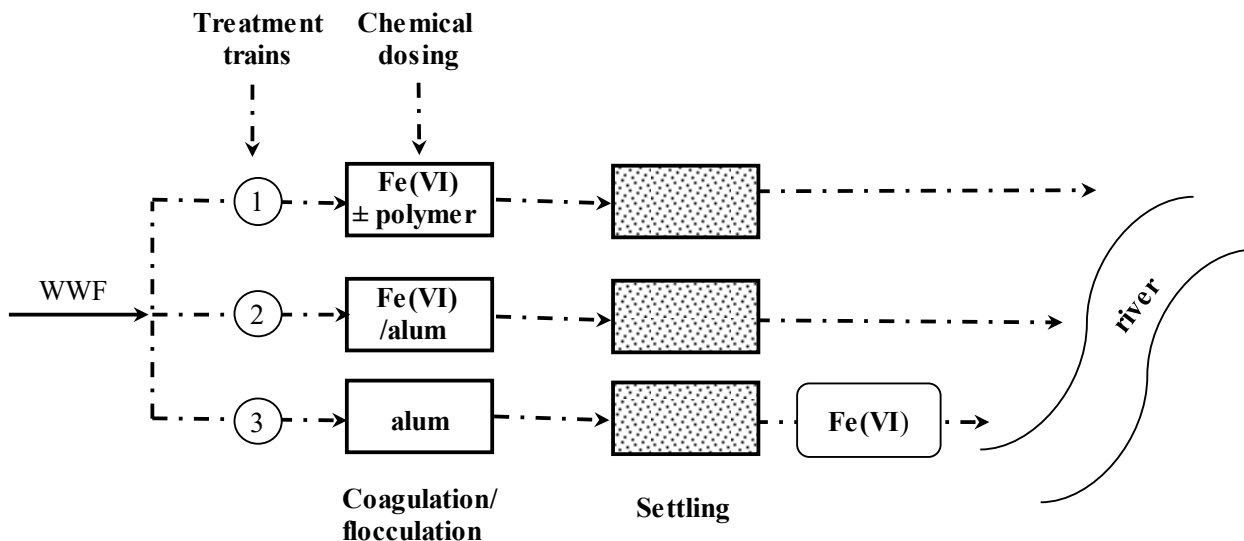 Treatment
trains
Chemical
dosing
1
Fe(VI)
± polymer
WWF
2
Fe(VI)
/alum
river
3
alum
Fe(VI)
Coagulation/
flocculation
Settling